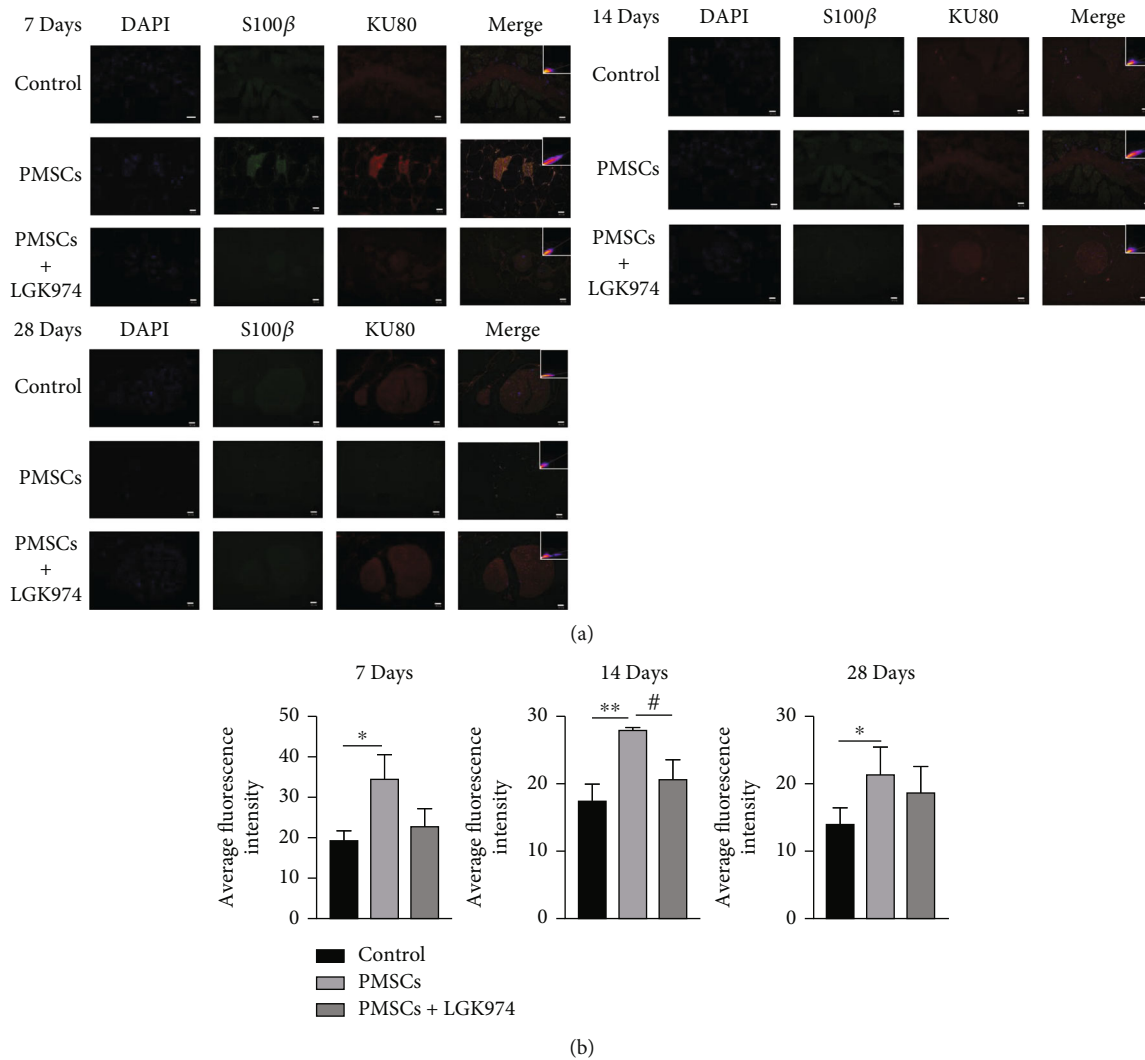 7 Days DAPI S100β KU80 Merge
Control
PMSCs
PMSCs
+
LGK974
14 Days DAPI S100β KU80 Merge
Control
PMSCs
PMSCs
+
LGK974
28 Days DAPI S100β KU80 Merge
Control
PMSCs
PMSCs
+
LGK974
(a)
7 Days
Average fluorescence
intensity
50
40
30
20
10
0
*
14 Days
Average fluorescence
intensity
30
20
10
0
** #
28 Days
Average fluorescence
intensity
30
20
10
0
*
Control
PMSCs
PMSCs + LGK974
(b)